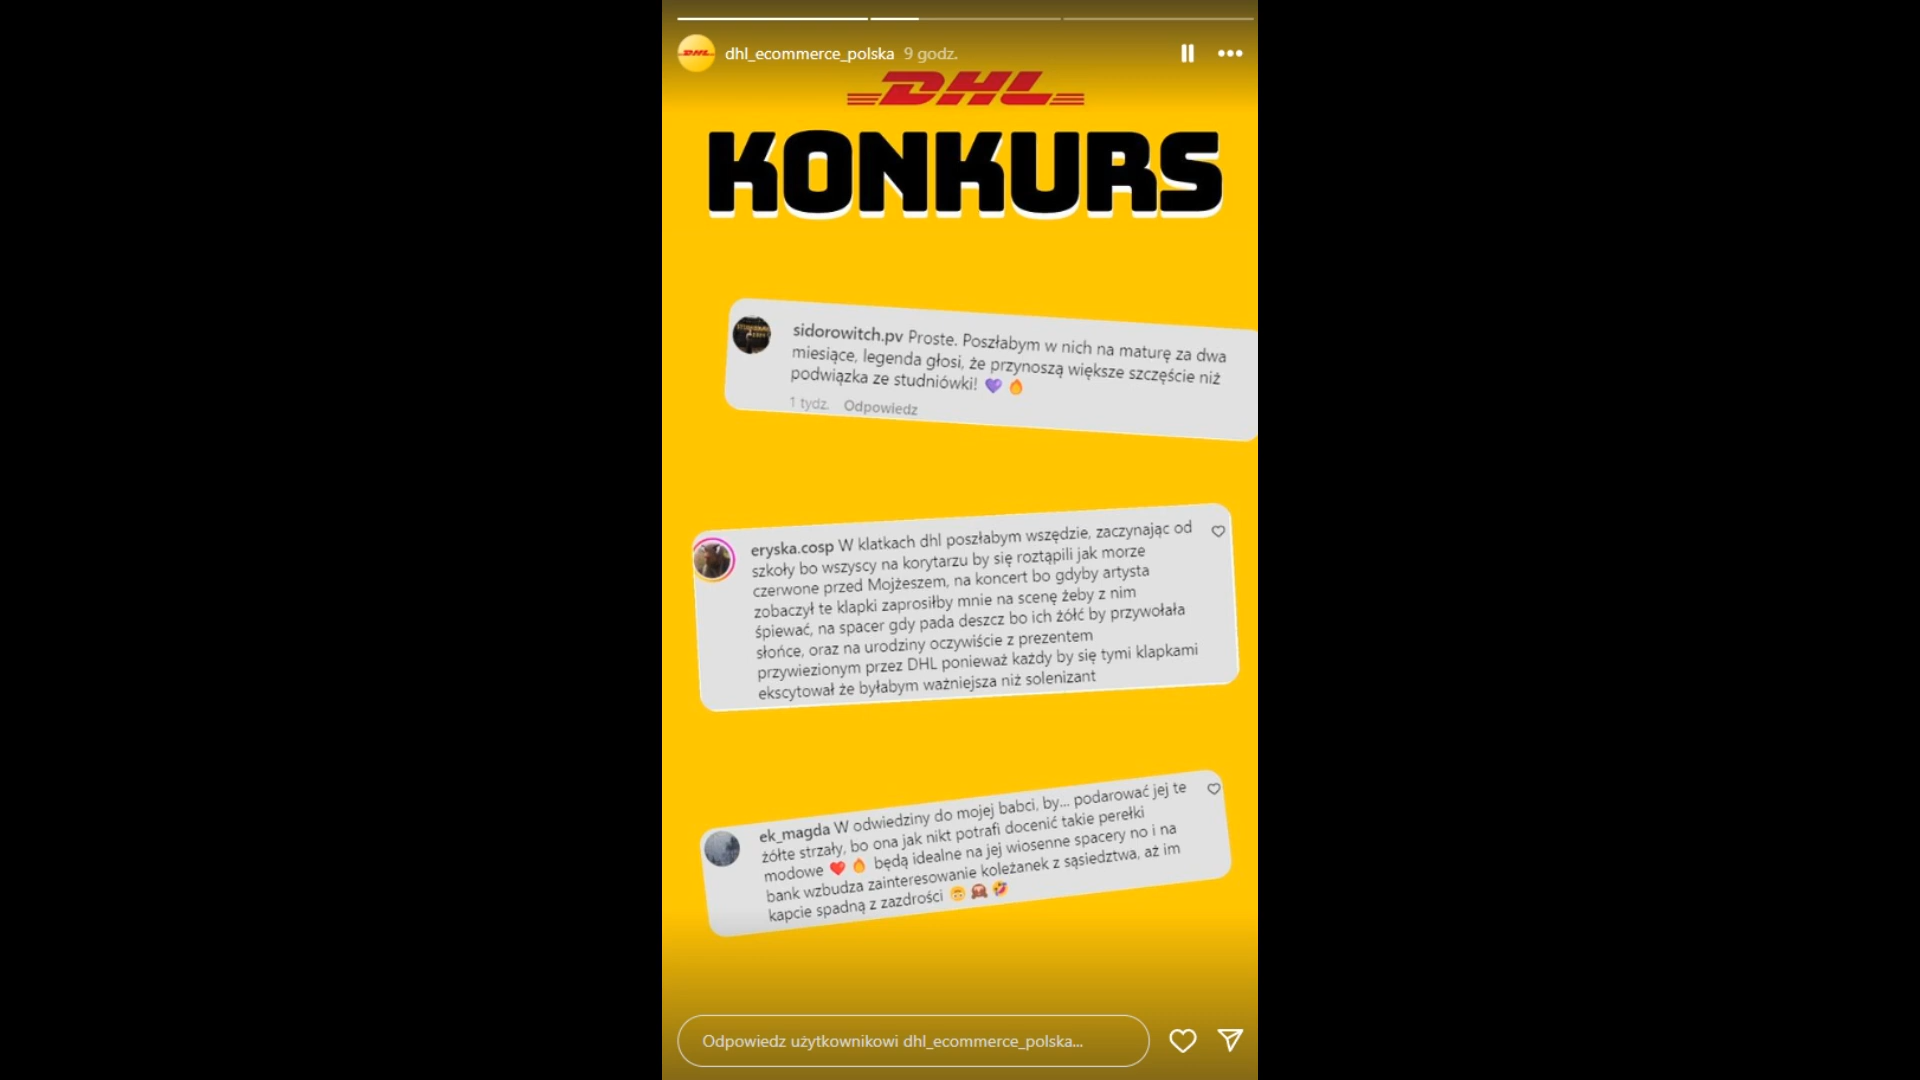 dhl_ecommerce_polska 9 godz.
DHL
KONKURS
sidorowitch.pv Proste. Poszłabym w nich na maturę za dwa
miesiące, legenda głosi, że przynoszą większe szczęście niż
podwiązka ze studniówki! 💜 🔥
1 tydz. Odpowiedz
eryska.cosp W klatkach dhl poszłabym wszędzie, zaczynając od
szkoły bo wszyscy na korytarzu by się roztąpili jak morze
czerwone przed Mojżeszem, na koncert bo gdyby artysta
zobaczył te klapki zaprosiłby mnie na scenę żeby z nim
śpiewać, na spacer gdy pada deszcz bo ich żółć by przywołała
słońce, oraz na urodziny oczywiście z prezentem
przywiezionym przez DHL ponieważ każdy by się tymi klapkami
ekscytował że byłabym ważniejsza niż solenizant
ek_magda W odwiedziny do mojej babci, by... podarować jej te
żółte strzały, bo ona jak nikt potrafi docenić takie perełki
modowe ❤️ 🔥 będą idealne na jej wiosenne spacery no i na
bank wzbudza zainteresowanie koleżanek z sąsiedztwa, aż im
kapcie spadną z zazdrości 🙃 🙈 🤣
Odpowiedz użytkownikowi dhl_ecommerce_polska...